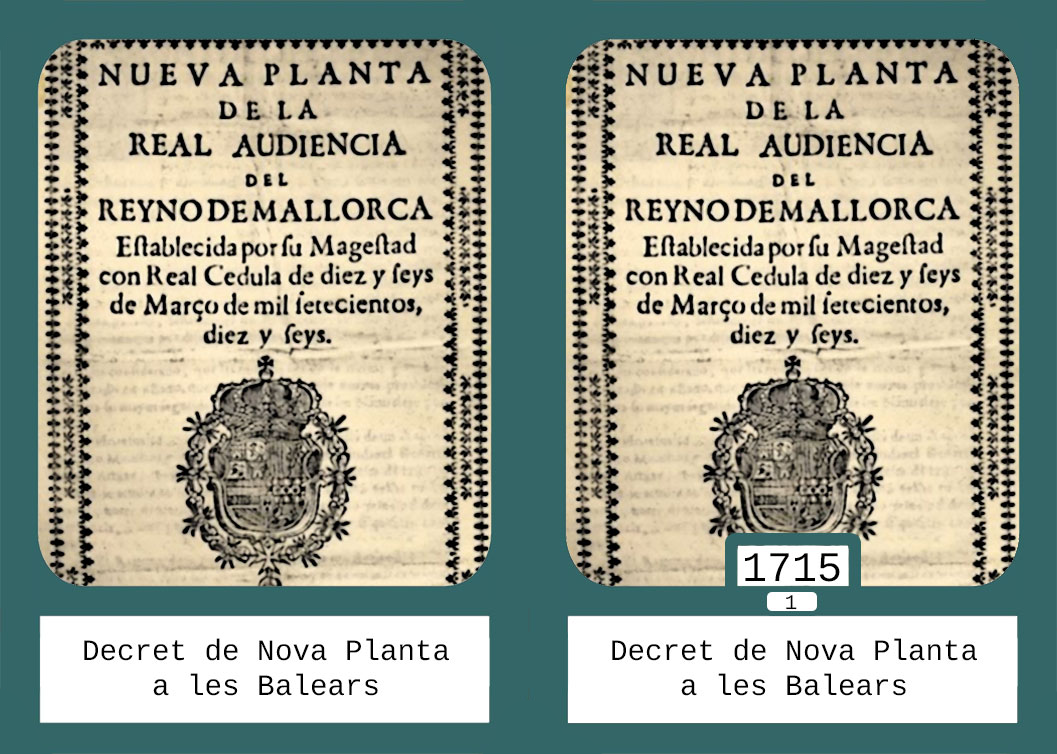 NUEVA PLANTA
DE LA
REAL AUDIENCIA
DEL
REYNO DE MALLORCA
Eſtablecida por ſu Mageſtad
con Real Cedula de diez y ſeys
de Março de mil ſetecientos,
diez y ſeys.
Decret de Nova Planta
a les Balears
NUEVA PLANTA
DE LA
REAL AUDIENCIA
DEL
REYNO DE MALLORCA
Eſtablecida por ſu Mageſtad
con Real Cedula de diez y ſeys
de Março de mil ſetecientos,
diez y ſeys.
1715
1
Decret de Nova Planta
a les Balears